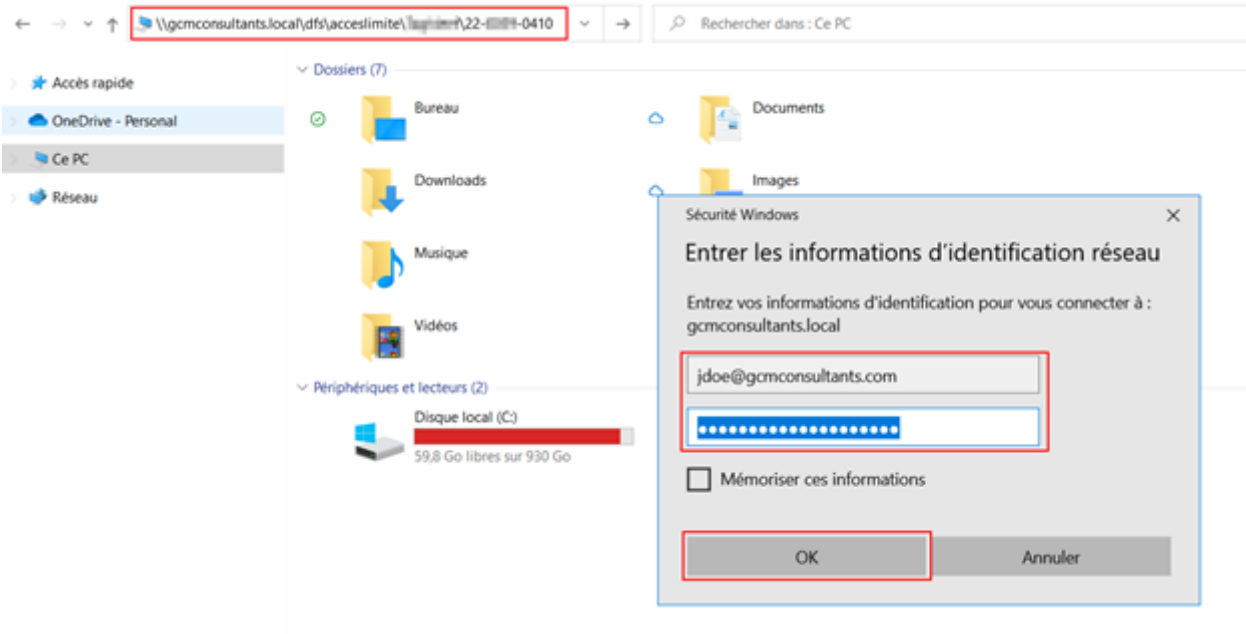 \\gcmconsultants.local\dfs\acceslimite\ \22- -0410
Rechercher dans : Ce PC
Accès rapide
OneDrive - Personal
Ce PC
Réseau
Dossiers (7)
Bureau
Documents
Downloads
Images
Musique
Vidéos
Périphériques et lecteurs (2)
Disque local (C:)
59,8 Go libres sur 930 Go
Sécurité Windows
Entrer les informations d'identification réseau
Entrez vos informations d'identification pour vous connecter à :
gcmconsultants.local
jdoe@gcmconsultants.com
Mémoriser ces informations
OK
Annuler